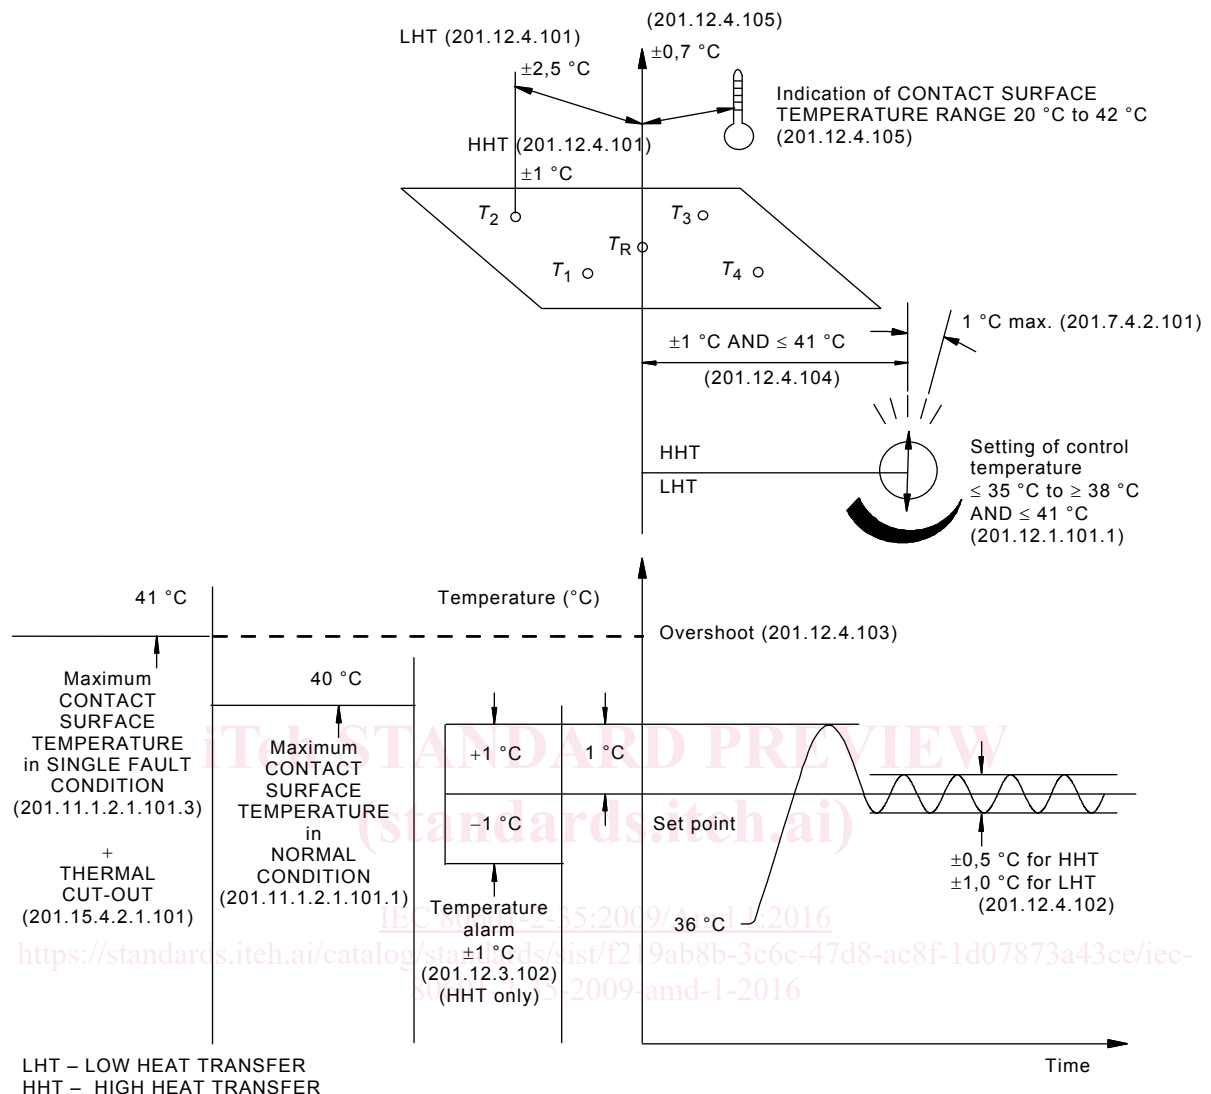 (201.12.4.105)
LHT (201.12.4.101)
±0,7 °C
±2,5 °C
Indication of CONTACT SURFACE
TEMPERATURE RANGE 20 °C to 42 °C
(201.12.4.105)
HHT (201.12.4.101)
±1 °C
T2
T3
TR
T1
T4
1 °C max. (201.7.4.2.101)
±1 °C AND ≤ 41 °C
(201.12.4.104)
HHT
LHT
Setting of control
temperature
≤ 35 °C to ≥ 38 °C
AND ≤ 41 °C
(201.12.1.101.1)
41 °C
Temperature (°C)
Overshoot (201.12.4.103)
Maximum
CONTACT
SURFACE
TEMPERATURE
in SINGLE FAULT
CONDITION
(201.11.1.2.1.101.3)
+
THERMAL
CUT-OUT
(201.15.4.2.1.101)
40 °C
Maximum
CONTACT
SURFACE
TEMPERATURE
in
NORMAL
CONDITION
(201.11.1.2.1.101.1)
+1 °C
1 °C
−1 °C
Set point
Temperature
alarm
±1 °C
(201.12.3.102)
(HHT only)
36 °C
±0,5 °C for HHT
±1,0 °C for LHT
(201.12.4.102)
iTeh STANDARD PREVIEW
(standards.iteh.ai)
IEC 80601-2-35:2009/Amd 1:2016
https://standards.iteh.ai/catalog/standards/sist/f219ab8b-3c6c-47d8-ac8f-1d07873a43ce/iec-
80601-2-35-2009-amd-1-2016
Time
LHT – LOW HEAT TRANSFER
HHT – HIGH HEAT TRANSFER